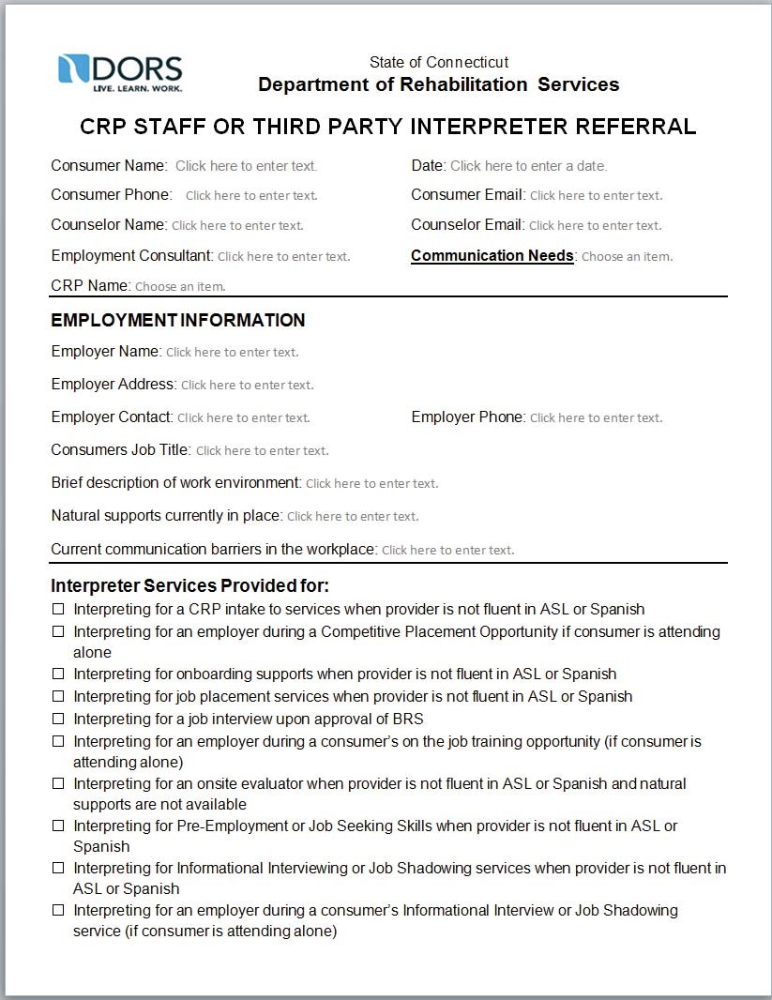 DORS
LIVE. LEARN. WORK.
State of Connecticut
Department of Rehabilitation Services
CRP STAFF OR THIRD PARTY INTERPRETER REFERRAL
Consumer Name: Click here to enter text. Date: Click here to enter a date.
Consumer Phone: Click here to enter text. Consumer Email: Click here to enter text.
Counselor Name: Click here to enter text. Counselor Email: Click here to enter text.
Employment Consultant: Click here to enter text. Communication Needs: Choose an item.
CRP Name: Choose an item.
EMPLOYMENT INFORMATION
Employer Name: Click here to enter text.
Employer Address: Click here to enter text.
Employer Contact: Click here to enter text. Employer Phone: Click here to enter text.
Consumers Job Title: Click here to enter text.
Brief description of work environment: Click here to enter text.
Natural supports currently in place: Click here to enter text.
Current communication barriers in the workplace: Click here to enter text.
Interpreter Services Provided for:
☐ Interpreting for a CRP intake to services when provider is not fluent in ASL or Spanish
☐ Interpreting for an employer during a Competitive Placement Opportunity if consumer is attending
alone
☐ Interpreting for onboarding supports when provider is not fluent in ASL or Spanish
☐ Interpreting for job placement services when provider is not fluent in ASL or Spanish
☐ Interpreting for a job interview upon approval of BRS
☐ Interpreting for an employer during a consumer's on the job training opportunity (if consumer is
attending alone)
☐ Interpreting for an onsite evaluator when provider is not fluent in ASL or Spanish and natural
supports are not available
☐ Interpreting for Pre-Employment or Job Seeking Skills when provider is not fluent in ASL or
Spanish
☐ Interpreting for Informational Interviewing or Job Shadowing services when provider is not fluent in
ASL or Spanish
☐ Interpreting for an employer during a consumer's Informational Interview or Job Shadowing
service (if consumer is attending alone)